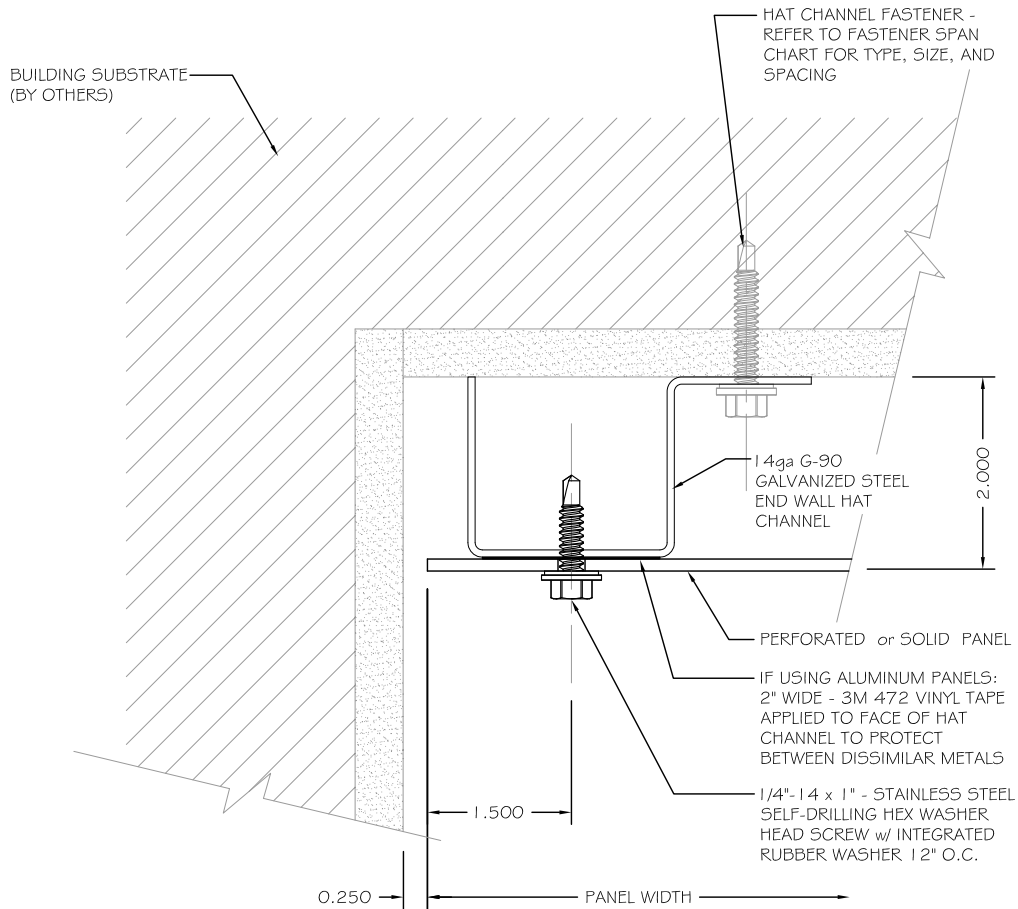 HAT CHANNEL FASTENER -
REFER TO FASTENER SPAN
CHART FOR TYPE, SIZE, AND
SPACING
BUILDING SUBSTRATE
(BY OTHERS)
14ga G-90
GALVANIZED STEEL
END WALL HAT
CHANNEL
2.000
PERFORATED or SOLID PANEL
IF USING ALUMINUM PANELS:
2" WIDE - 3M 472 VINYL TAPE
APPLIED TO FACE OF HAT
CHANNEL TO PROTECT
BETWEEN DISSIMILAR METALS
1/4"-14 x 1" - STAINLESS STEEL
SELF-DRILLING HEX WASHER
HEAD SCREW w/ INTEGRATED
RUBBER WASHER 12" O.C.
1.500
0.250
PANEL WIDTH